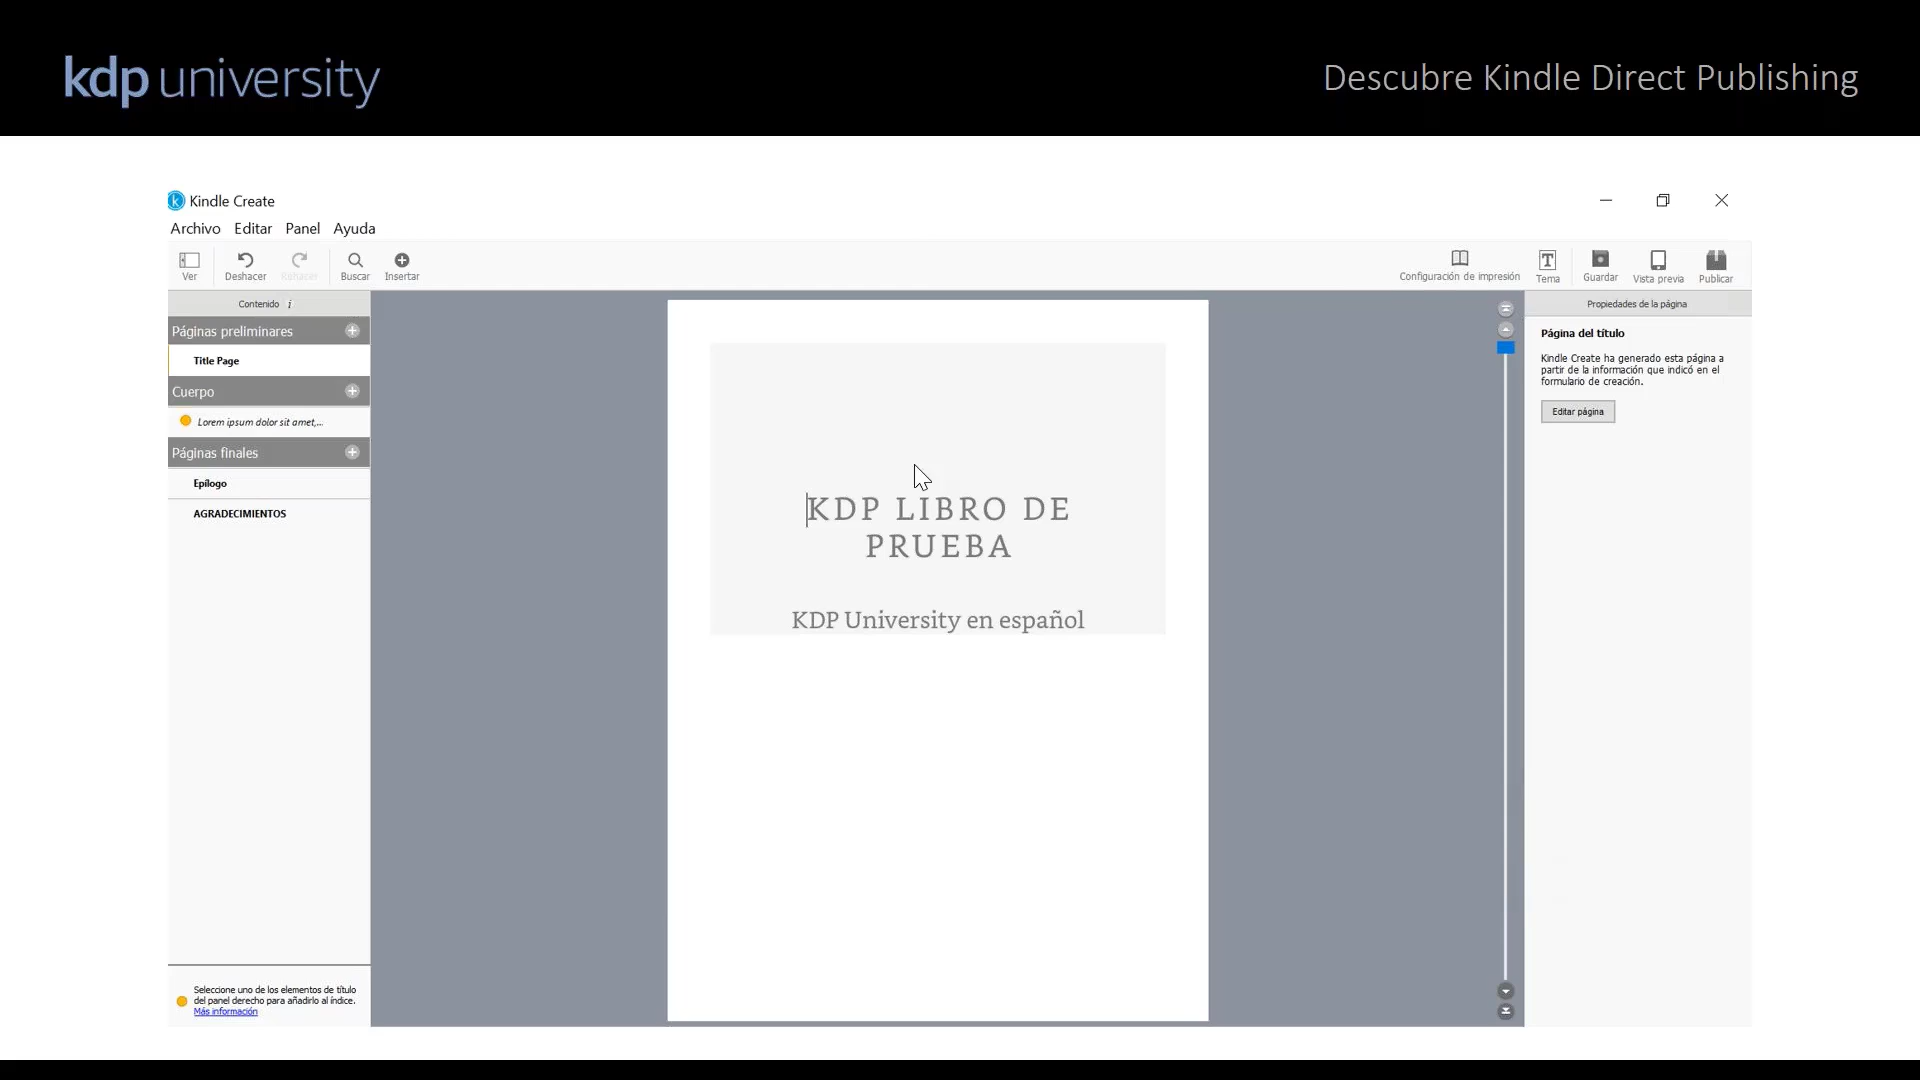 kdp university
Descubre Kindle Direct Publishing
Kindle Create
Archivo Editar Panel Ayuda
Ver Deshacer Rehacer Buscar Insertar
Configuración de impresión Tema Guardar Vista previa Publicar
Contenido i
Páginas preliminares
Title Page
Cuerpo
Lorem ipsum dolor sit amet,...
Páginas finales
Epílogo
AGRADECIMIENTOS
Seleccione uno de los elementos de título
del panel derecho para añadirlo al índice.
Más información
KDP LIBRO DE
PRUEBA
KDP University en español
Propiedades de la página
Página del título
Kindle Create ha generado esta página a
partir de la información que indicó en el
formulario de creación.
Editar página